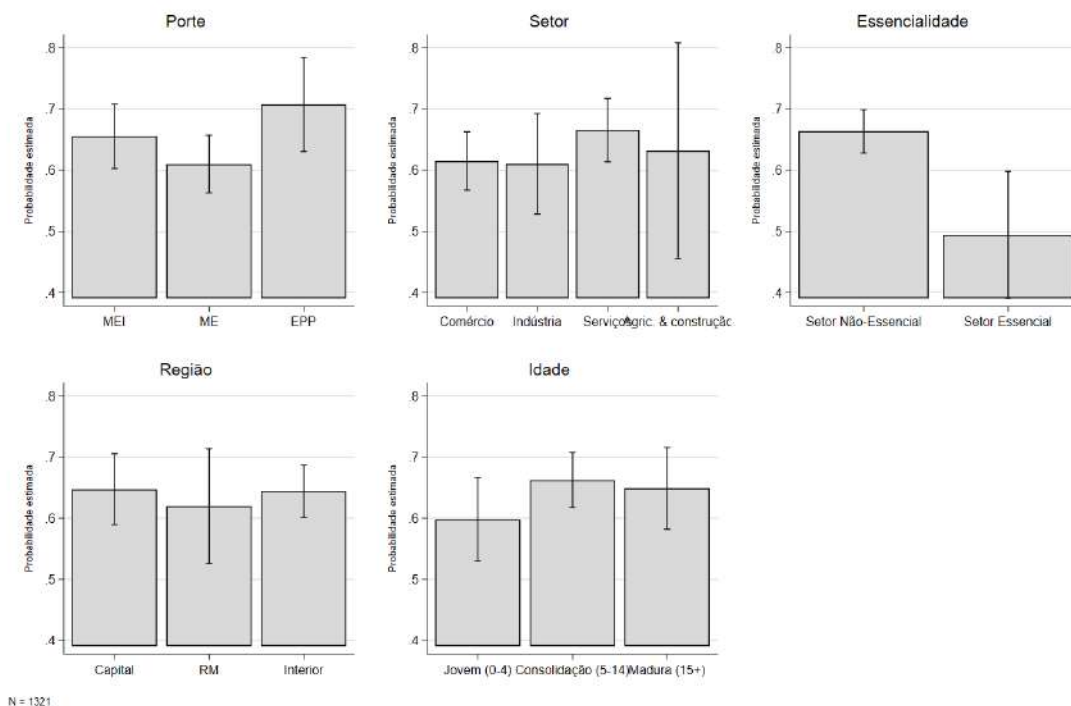 Porte
Probabilidade estimada
.8
.7
.6
.5
.4
MEI ME EPP
Setor
Probabilidade estimada
.8
.7
.6
.5
.4
Comércio Indústria Serviços Agric. & construção
Essencialidade
Probabilidade estimada
.8
.7
.6
.5
.4
Setor Não-Essencial Setor Essencial
Região
Probabilidade estimada
.8
.7
.6
.5
.4
Capital RM Interior
Idade
Probabilidade estimada
.8
.7
.6
.5
.4
Jovem (0-4) Consolidação (5-14) Madura (15+)
N = 1321